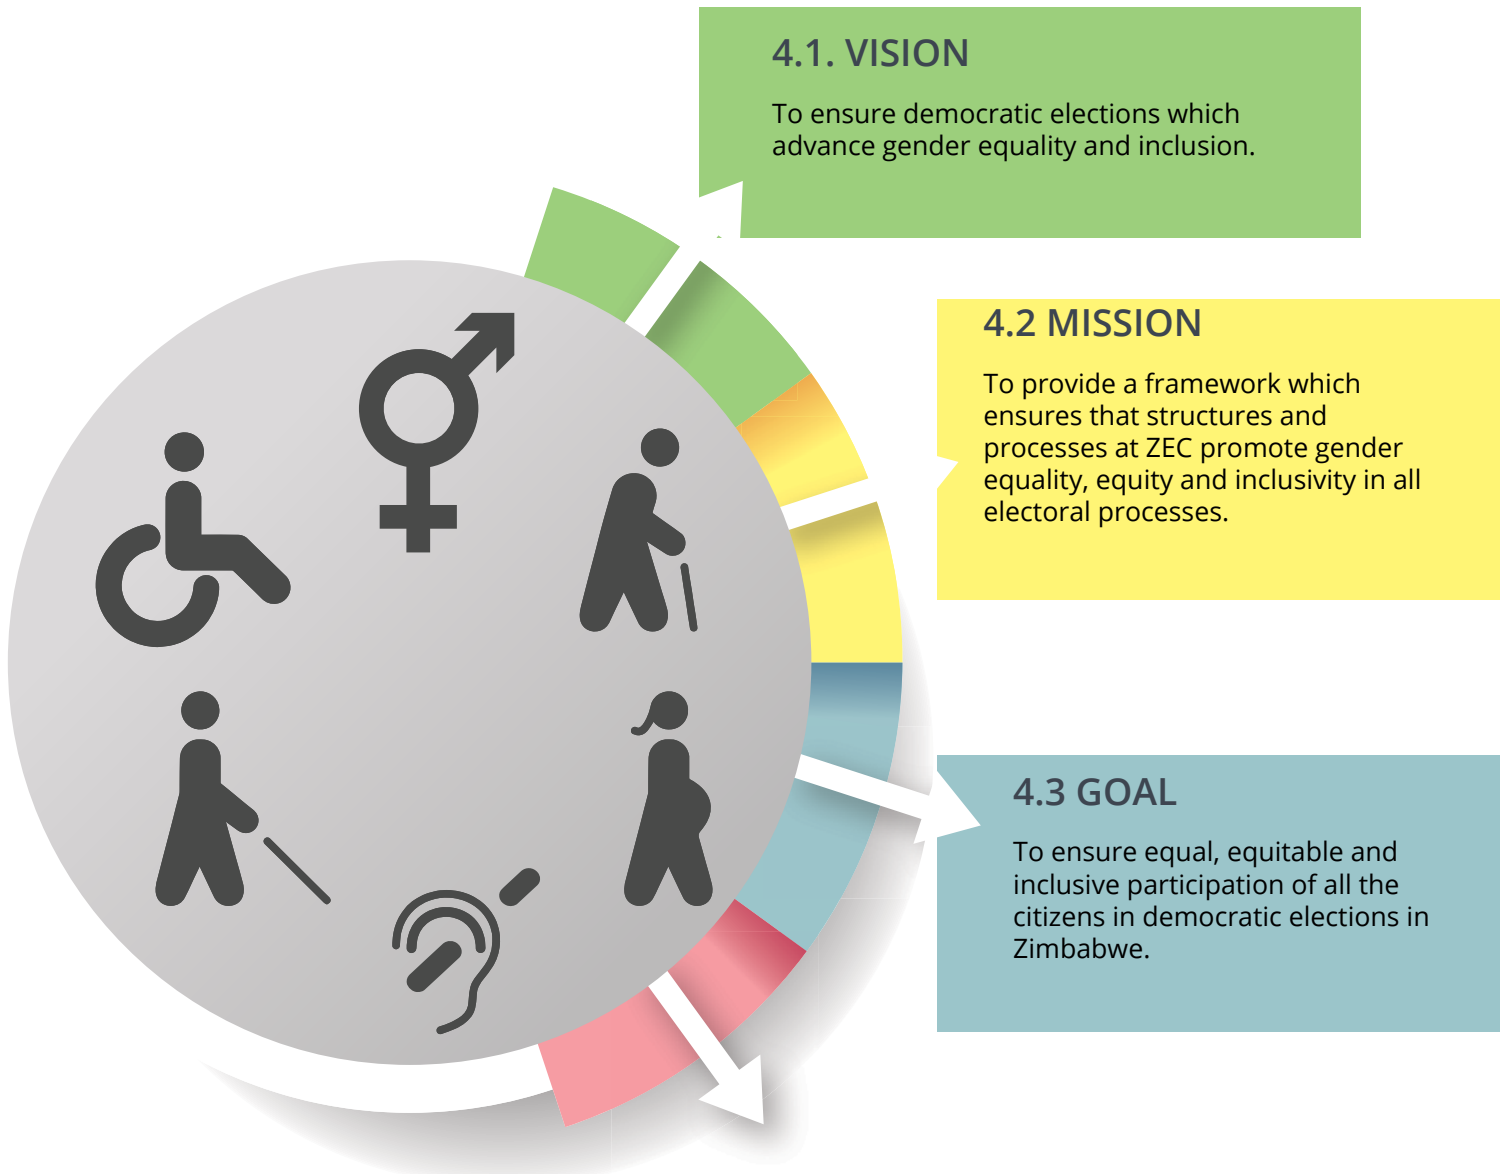 4.1. VISION
To ensure democratic elections which
advance gender equality and inclusion.
4.2 MISSION
To provide a framework which
ensures that structures and
processes at ZEC promote gender
equality, equity and inclusivity in all
electoral processes.
4.3 GOAL
To ensure equal, equitable and
inclusive participation of all the
citizens in democratic elections in
Zimbabwe.